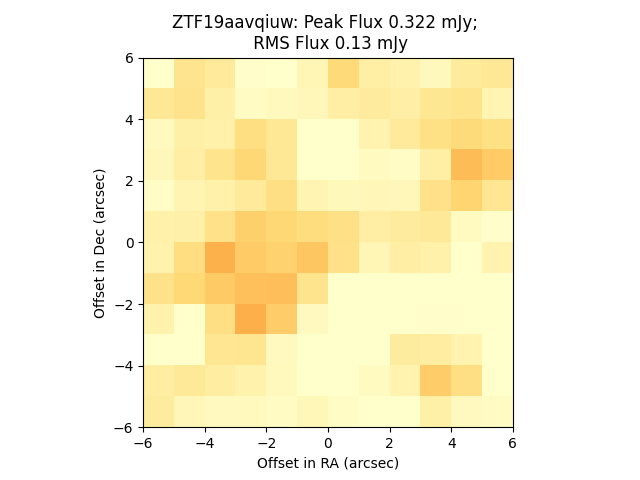 ZTF19aavqiuw: Peak Flux 0.322 mJy;
RMS Flux 0.13 mJy
6
4
2
0
−2
−4
−6
Offset in Dec (arcsec)
−6 −4 −2 0 2 4 6
Offset in RA (arcsec)